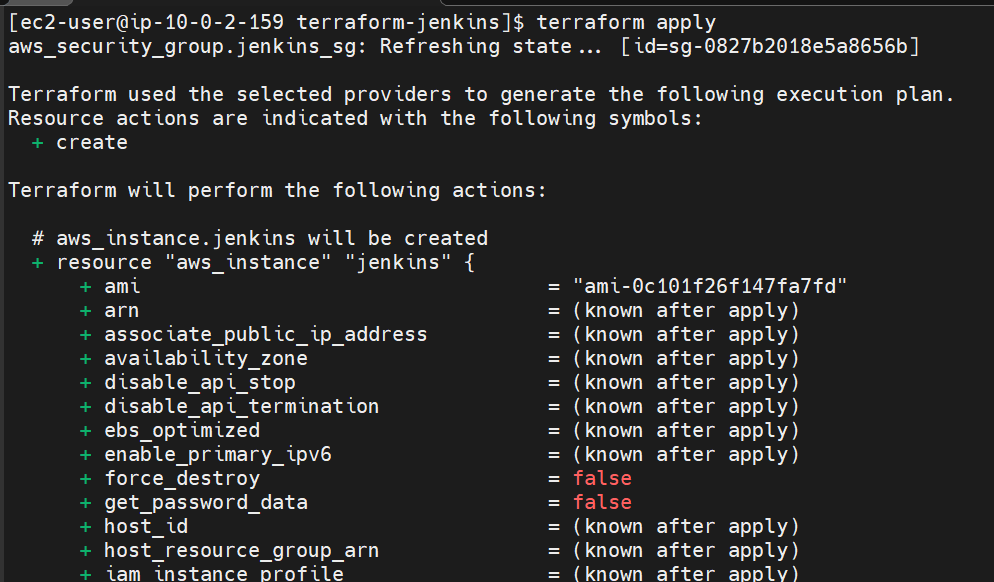 [ec2-user@ip-10-0-2-159 terraform-jenkins]$ terraform apply
aws_security_group.jenkins_sg: Refreshing state... [id=sg-0827b2018e5a8656b]
Terraform used the selected providers to generate the following execution plan.
Resource actions are indicated with the following symbols:
+ create
Terraform will perform the following actions:
# aws_instance.jenkins will be created
+ resource "aws_instance" "jenkins" {
+ ami = "ami-0c101f26f147fa7fd"
+ arn = (known after apply)
+ associate_public_ip_address = (known after apply)
+ availability_zone = (known after apply)
+ disable_api_stop = (known after apply)
+ disable_api_termination = (known after apply)
+ ebs_optimized = (known after apply)
+ enable_primary_ipv6 = (known after apply)
+ force_destroy = false
+ get_password_data = false
+ host_id = (known after apply)
+ host_resource_group_arn = (known after apply)
+ iam_instance_profile = (known after apply)